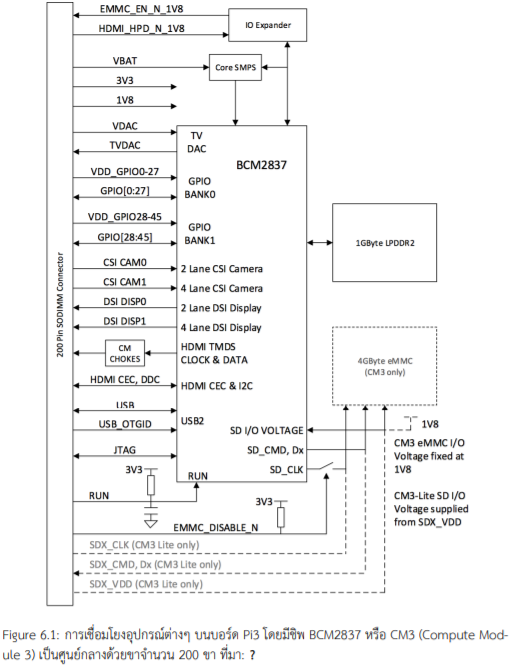 EMMC_EN_N_1V8
HDMI_HPD_N_1V8
IO Expander
VBAT
Core SMPS
3V3
1V8
VDAC
TVDAC
TV
DAC
BCM2837
VDD_GPIO0-27
GPIO[0:27]
GPIO
BANK0
VDD_GPIO28-45
GPIO[28:45]
GPIO
BANK1
1GByte LPDDR2
CSI CAM0
2 Lane CSI Camera
CSI CAM1
4 Lane CSI Camera
DSI DISP0
2 Lane DSI Display
DSI DISP1
4 Lane DSI Display
200 Pin SODIMM Connector
CM
CHOKES
HDMI TMDS
CLOCK & DATA
4GByte eMMC
(CM3 only)
HDMI CEC, DDC
HDMI CEC & I2C
USB
USB_OTGID
USB2
SD I/O VOLTAGE
1V8
CM3 eMMC I/O
Voltage fixed at
1V8
SD_CMD, Dx
JTAG
SD_CLK
3V3
RUN
RUN
CM3-Lite SD I/O
Voltage supplied
from SDX_VDD
3V3
EMMC_DISABLE_N
SDX_CLK (CM3 Lite only)
SDX_CMD, Dx (CM3 Lite only)
SDX_VDD (CM3 Lite only)
Figure 6.1: การเชื่อมโยงอุปกรณ์ต่างๆ บนบอร์ด Pi3 โดยมีชิพ BCM2837 หรือ CM3 (Compute Mod-
ule 3) เป็นศูนย์กลางด้วยขาจำนวน 200 ขา ที่มา: ?